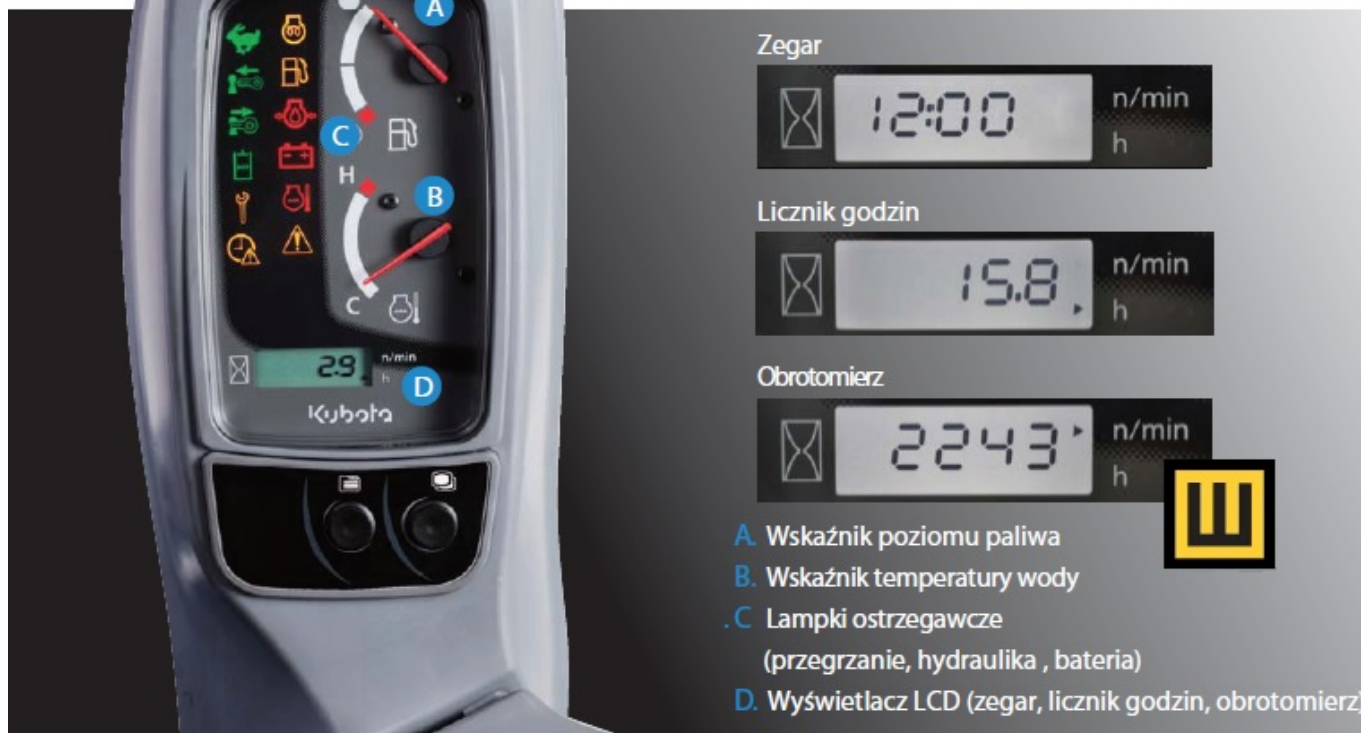 A
C
H
B
C
2.9
n/min
h
D
Kubota
Zegar
12:00
n/min
h
Licznik godzin
15.8
n/min
h
Obrotomierz
2243
n/min
h
Ш
A. Wskaźnik poziomu paliwa
B. Wskaźnik temperatury wody
.C Lampki ostrzegawcze
(przegrzanie, hydraulika , bateria)
D. Wyświetlacz LCD (zegar, licznik godzin, obrotomierz)